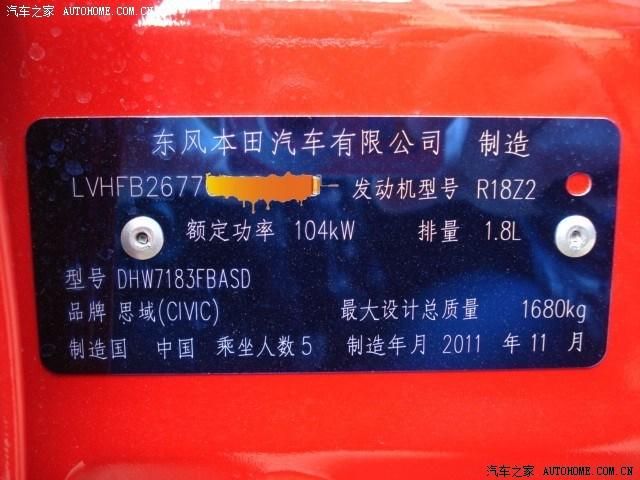 汽车之家 AUTOHOME.COM.CN
东风本田汽车有限公司 制造
LVHFB2677 发动机型号 R18Z2
额定功率 104kW 排量 1.8L
型号 DHW7183FBASD
品牌 思域(CIVIC) 最大设计总质量 1680kg
制造国 中国 乘坐人数 5 制造年月 2011 年 11 月
汽车之家 AUTOHOME.COM.CN